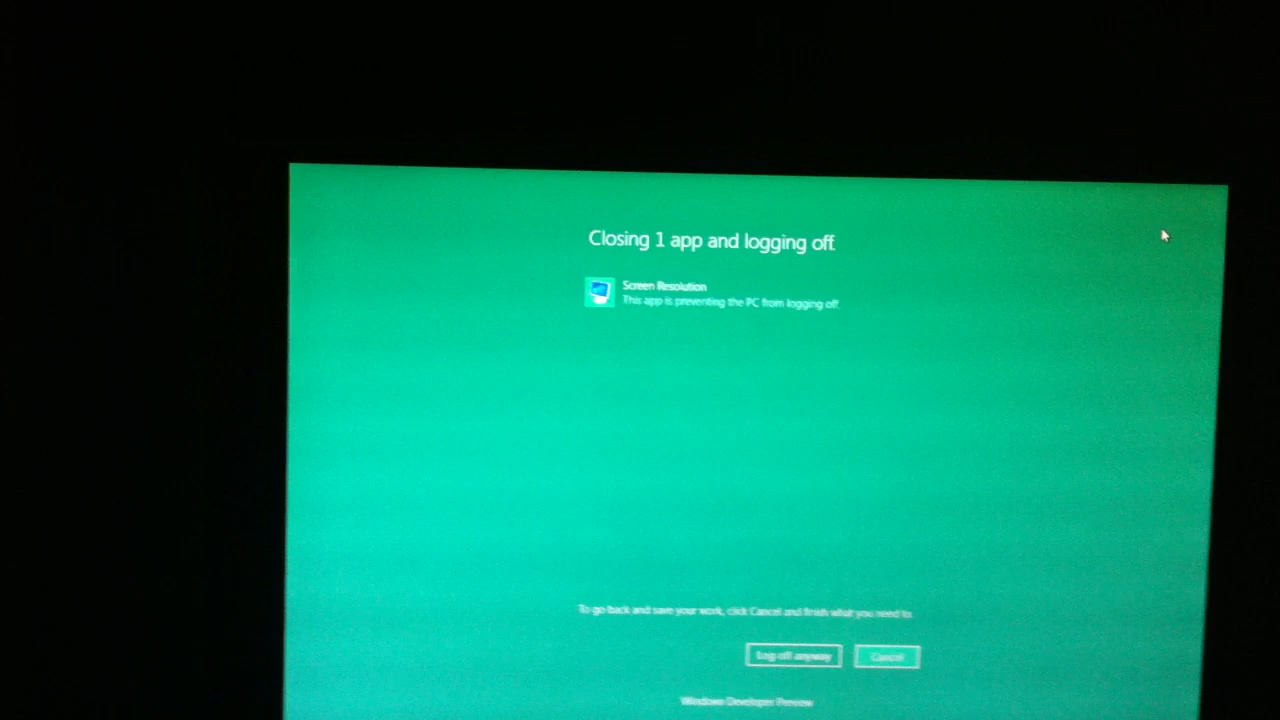 Closing 1 app and logging off.
Screen Resolution
This app is preventing the PC from logging off.
To go back and save your work, click Cancel and finish what you need to.
Log off anyway
Cancel
Windows Developer Preview